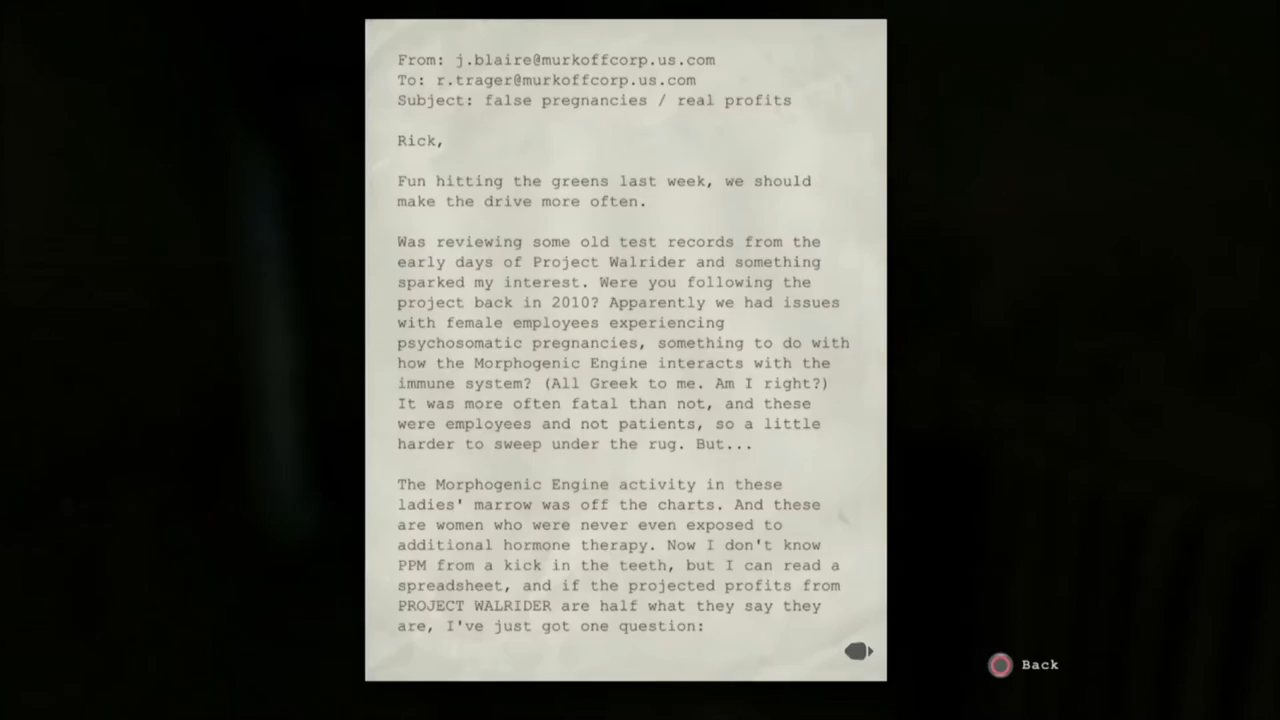 From: j.blaire@murkoffcorp.us.com
To: r.trager@murkoffcorp.us.com
Subject: false pregnancies / real profits
Rick,
Fun hitting the greens last week, we should
make the drive more often.
Was reviewing some old test records from the
early days of Project Walrider and something
sparked my interest. Were you following the
project back in 2010? Apparently we had issues
with female employees experiencing
psychosomatic pregnancies, something to do with
how the Morphogenic Engine interacts with the
immune system? (All Greek to me. Am I right?)
It was more often fatal than not, and these
were employees and not patients, so a little
harder to sweep under the rug. But...
The Morphogenic Engine activity in these
ladies' marrow was off the charts. And these
are women who were never even exposed to
additional hormone therapy. Now I don't know
PPM from a kick in the teeth, but I can read a
spreadsheet, and if the projected profits from
PROJECT WALRIDER are half what they say they
are, I've just got one question:
Back